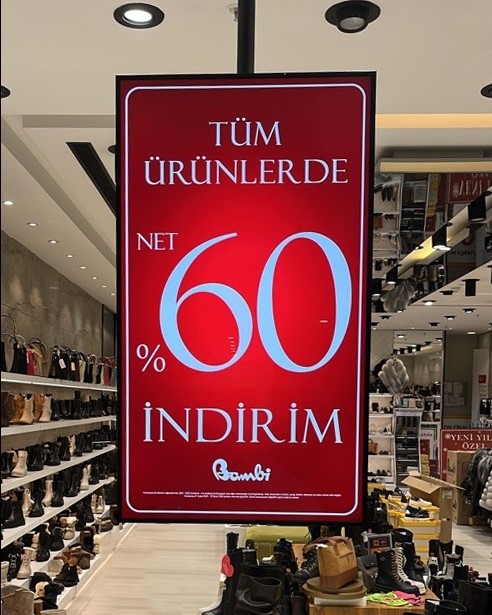 TÜM
ÜRÜNLERDE
NET
%60
İNDİRİM
Bambi
YENİ YIL
ÖZEL